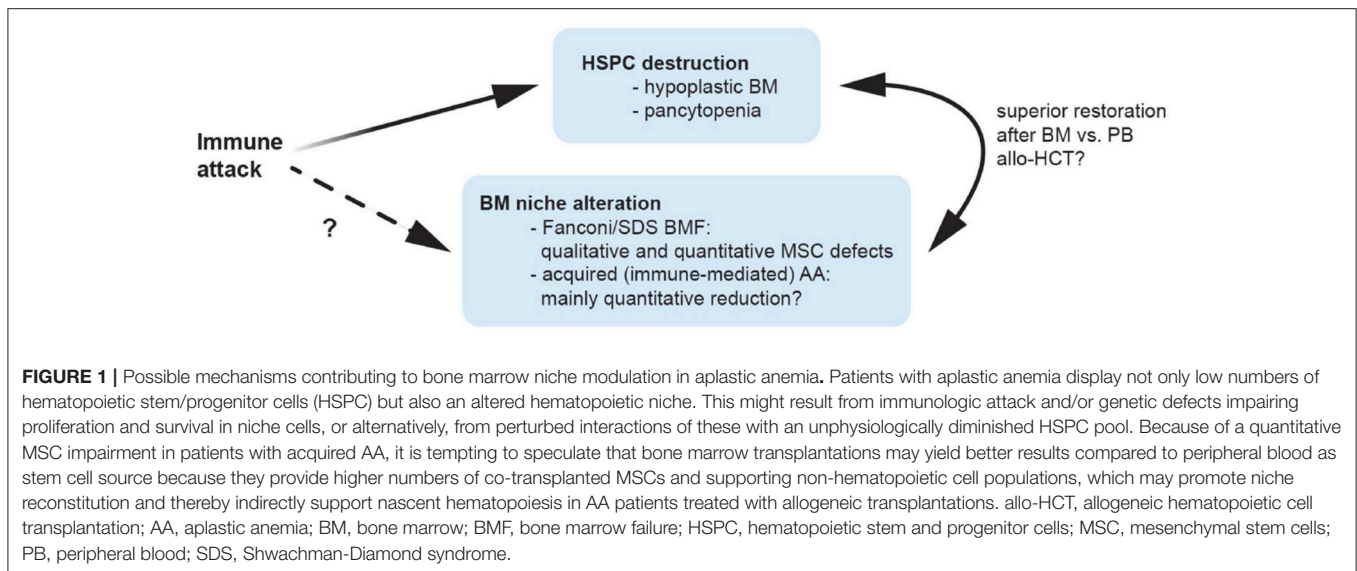 HSPC destruction
- hypoplastic BM
- pancytopenia
Immune
attack
?
superior restoration
after BM vs. PB
allo-HCT?
BM niche alteration
- Fanconi/SDS BMF:
qualitative and quantitative MSC defects
- acquired (immune-mediated) AA:
mainly quantitative reduction?
FIGURE 1 | Possible mechanisms contributing to bone marrow niche modulation in aplastic anemia. Patients with aplastic anemia display not only low numbers of
hematopoietic stem/progenitor cells (HSPC) but also an altered hematopoietic niche. This might result from immunologic attack and/or genetic defects impairing
proliferation and survival in niche cells, or alternatively, from perturbed interactions of these with an unphysiologically diminished HSPC pool. Because of a quantitative
MSC impairment in patients with acquired AA, it is tempting to speculate that bone marrow transplantations may yield better results compared to peripheral blood as
stem cell source because they provide higher numbers of co-transplanted MSCs and supporting non-hematopoietic cell populations, which may promote niche
reconstitution and thereby indirectly support nascent hematopoiesis in AA patients treated with allogeneic transplantations. allo-HCT, allogeneic hematopoietic cell
transplantation; AA, aplastic anemia; BM, bone marrow; BMF, bone marrow failure; HSPC, hematopoietic stem and progenitor cells; MSC, mesenchymal stem cells;
PB, peripheral blood; SDS, Shwachman-Diamond syndrome.